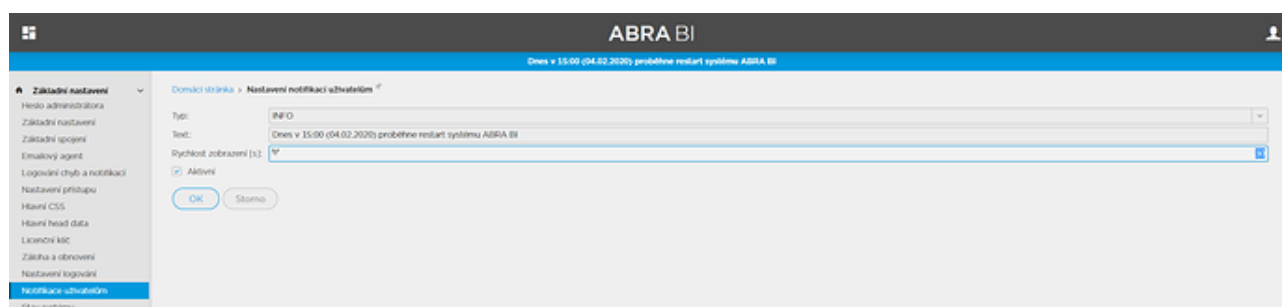 ABRA BI
Dnes v 15:00 (04.02.2020) proběhne restart systému ABRA BI
Základní nastavení
Domácí stránka > Nastavení notifikací uživatelům
Heslo administrátora
Základní nastavení
Základní spojení
Emailový agent
Logování chyb a notifikací
Nastavení přístupu
Hlavní CSS
Hlavní head data
Licenční klíč
Záloha a obnovení
Nastavení logování
Notifikace uživatelům
Stav systému
Typ: INFO
Text: Dnes v 15:00 (04.02.2020) proběhne restart systému ABRA BI
Rychlost zobrazení [s]:
Aktivní
OK Storno